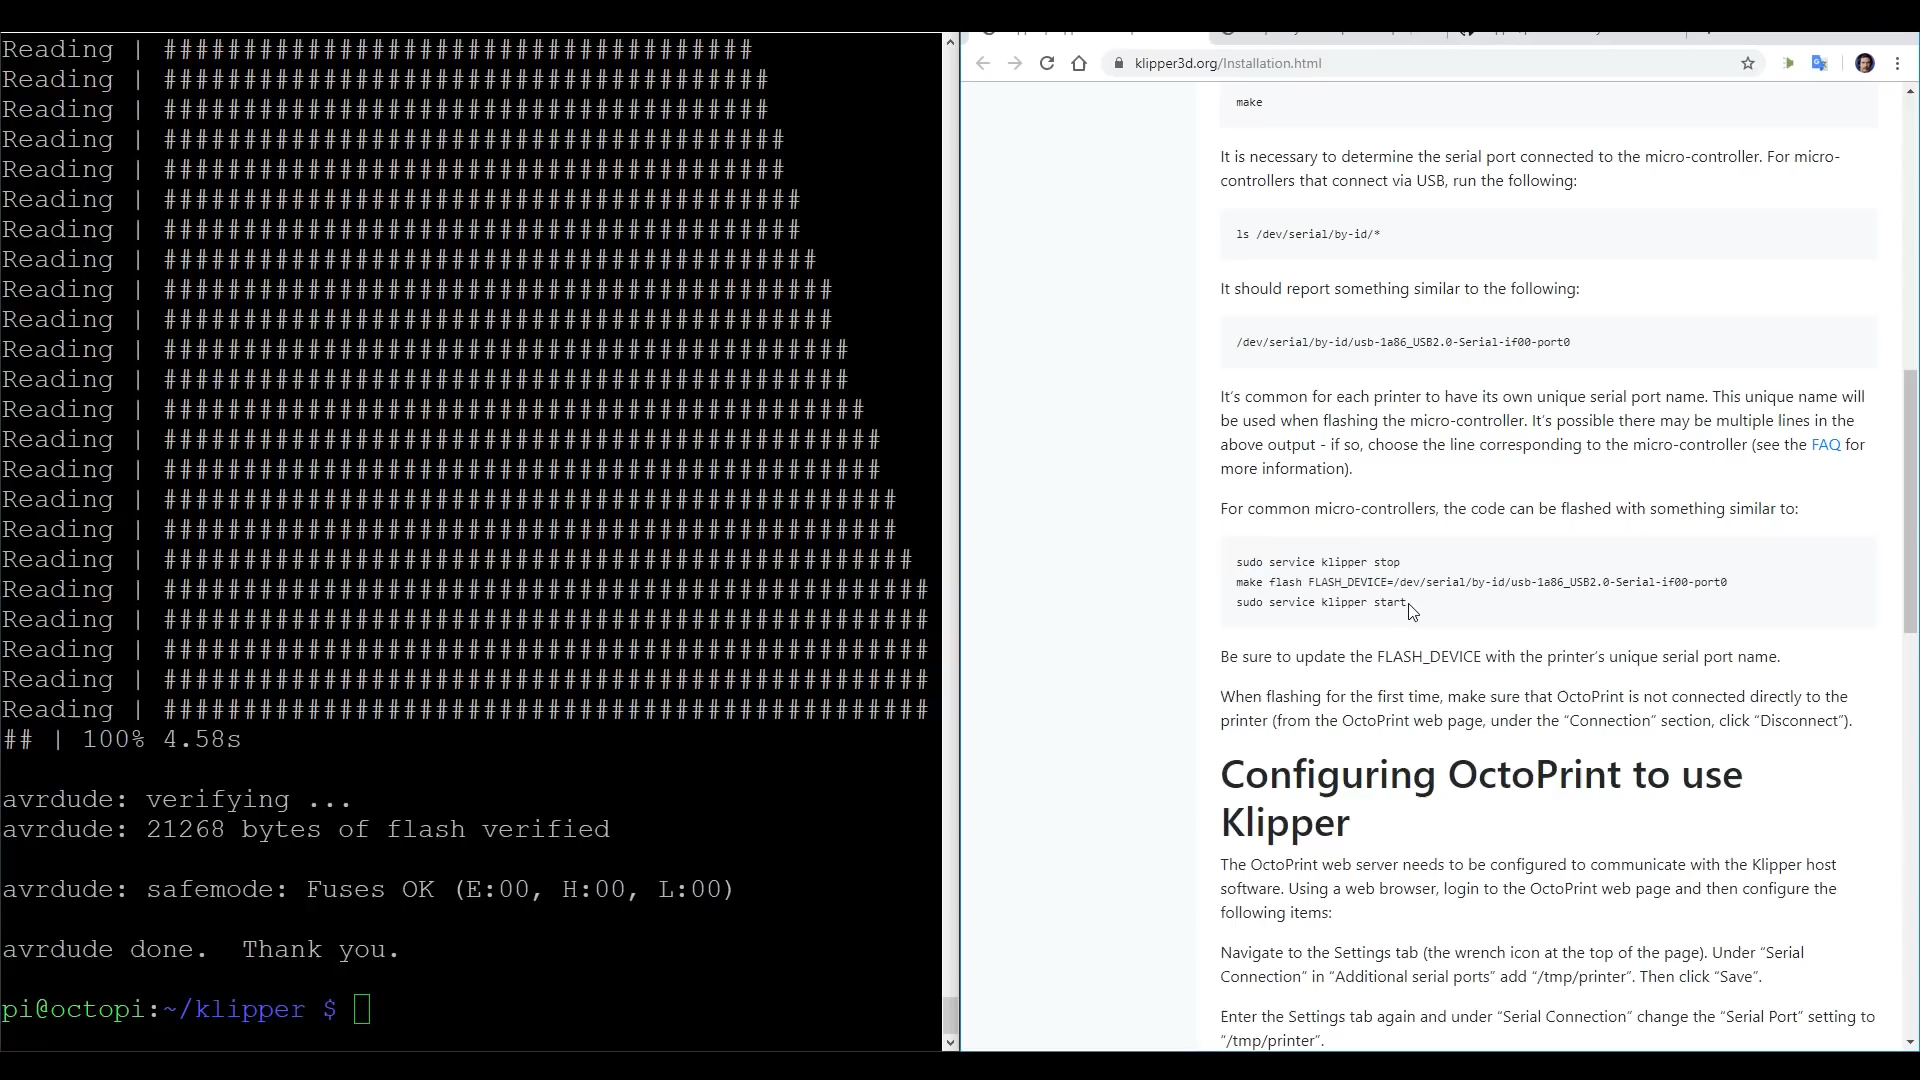 Reading | #####################################
Reading | ######################################
Reading | ######################################
Reading | #######################################
Reading | #######################################
Reading | ########################################
Reading | ########################################
Reading | #########################################
Reading | ##########################################
Reading | ##########################################
Reading | ###########################################
Reading | ###########################################
Reading | ############################################
Reading | #############################################
Reading | #############################################
Reading | ##############################################
Reading | ##############################################
Reading | ###############################################
Reading | ################################################
Reading | ################################################
Reading | ################################################
Reading | ################################################
Reading | ################################################
## | 100% 4.58s
avrdude: verifying ...
avrdude: 21268 bytes of flash verified
avrdude: safemode: Fuses OK (E:00, H:00, L:00)
avrdude done.  Thank you.
pi@octopi:~/klipper $
klipper3d.org/Installation.html
make
It is necessary to determine the serial port connected to the micro-controller. For micro-
controllers that connect via USB, run the following:
ls /dev/serial/by-id/*
It should report something similar to the following:
/dev/serial/by-id/usb-1a86_USB2.0-Serial-if00-port0
It’s common for each printer to have its own unique serial port name. This unique name will
be used when flashing the micro-controller. It’s possible there may be multiple lines in the
above output - if so, choose the line corresponding to the micro-controller (see the FAQ for
more information).
For common micro-controllers, the code can be flashed with something similar to:
sudo service klipper stop
make flash FLASH_DEVICE=/dev/serial/by-id/usb-1a86_USB2.0-Serial-if00-port0
sudo service klipper start
Be sure to update the FLASH_DEVICE with the printer’s unique serial port name.
When flashing for the first time, make sure that OctoPrint is not connected directly to the
printer (from the OctoPrint web page, under the “Connection” section, click “Disconnect”).
Configuring OctoPrint to use
Klipper
The OctoPrint web server needs to be configured to communicate with the Klipper host
software. Using a web browser, login to the OctoPrint web page and then configure the
following items:
Navigate to the Settings tab (the wrench icon at the top of the page). Under “Serial
Connection” in “Additional serial ports” add “/tmp/printer”. Then click “Save”.
Enter the Settings tab again and under “Serial Connection” change the “Serial Port” setting to
“/tmp/printer”.